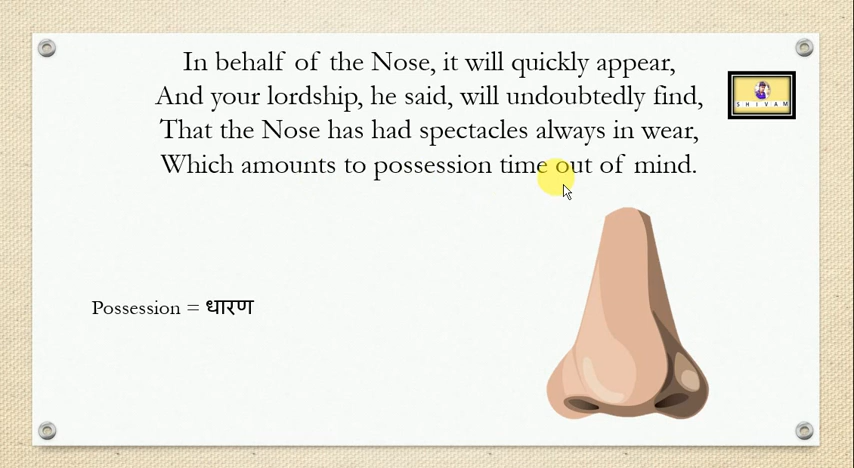 In behalf of the Nose, it will quickly appear,
And your lordship, he said, will undoubtedly find,
That the Nose has had spectacles always in wear,
Which amounts to possession time out of mind.
SHIVAM
Possession = धारण